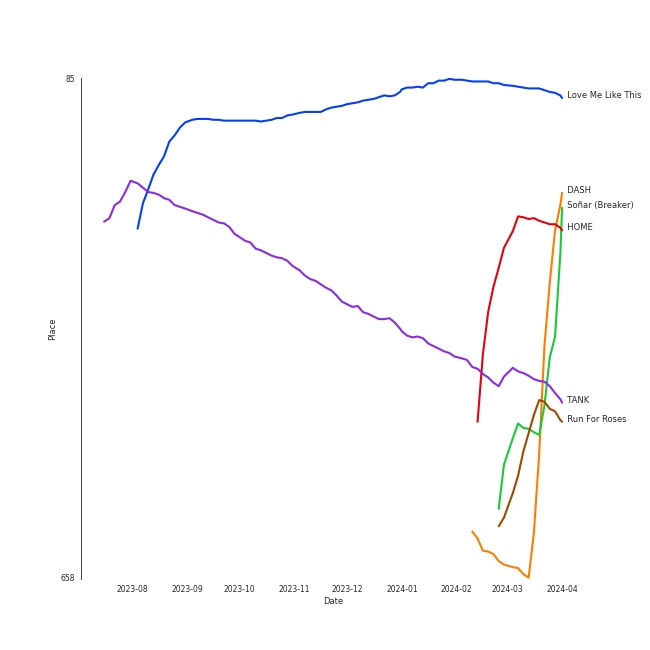 85
Love Me Like This
DASH
Soñar (Breaker)
HOME
Place
TANK
Run For Roses
658
2023-08 2023-09 2023-10 2023-11 2023-12 2024-01 2024-02 2024-03 2024-04
Date